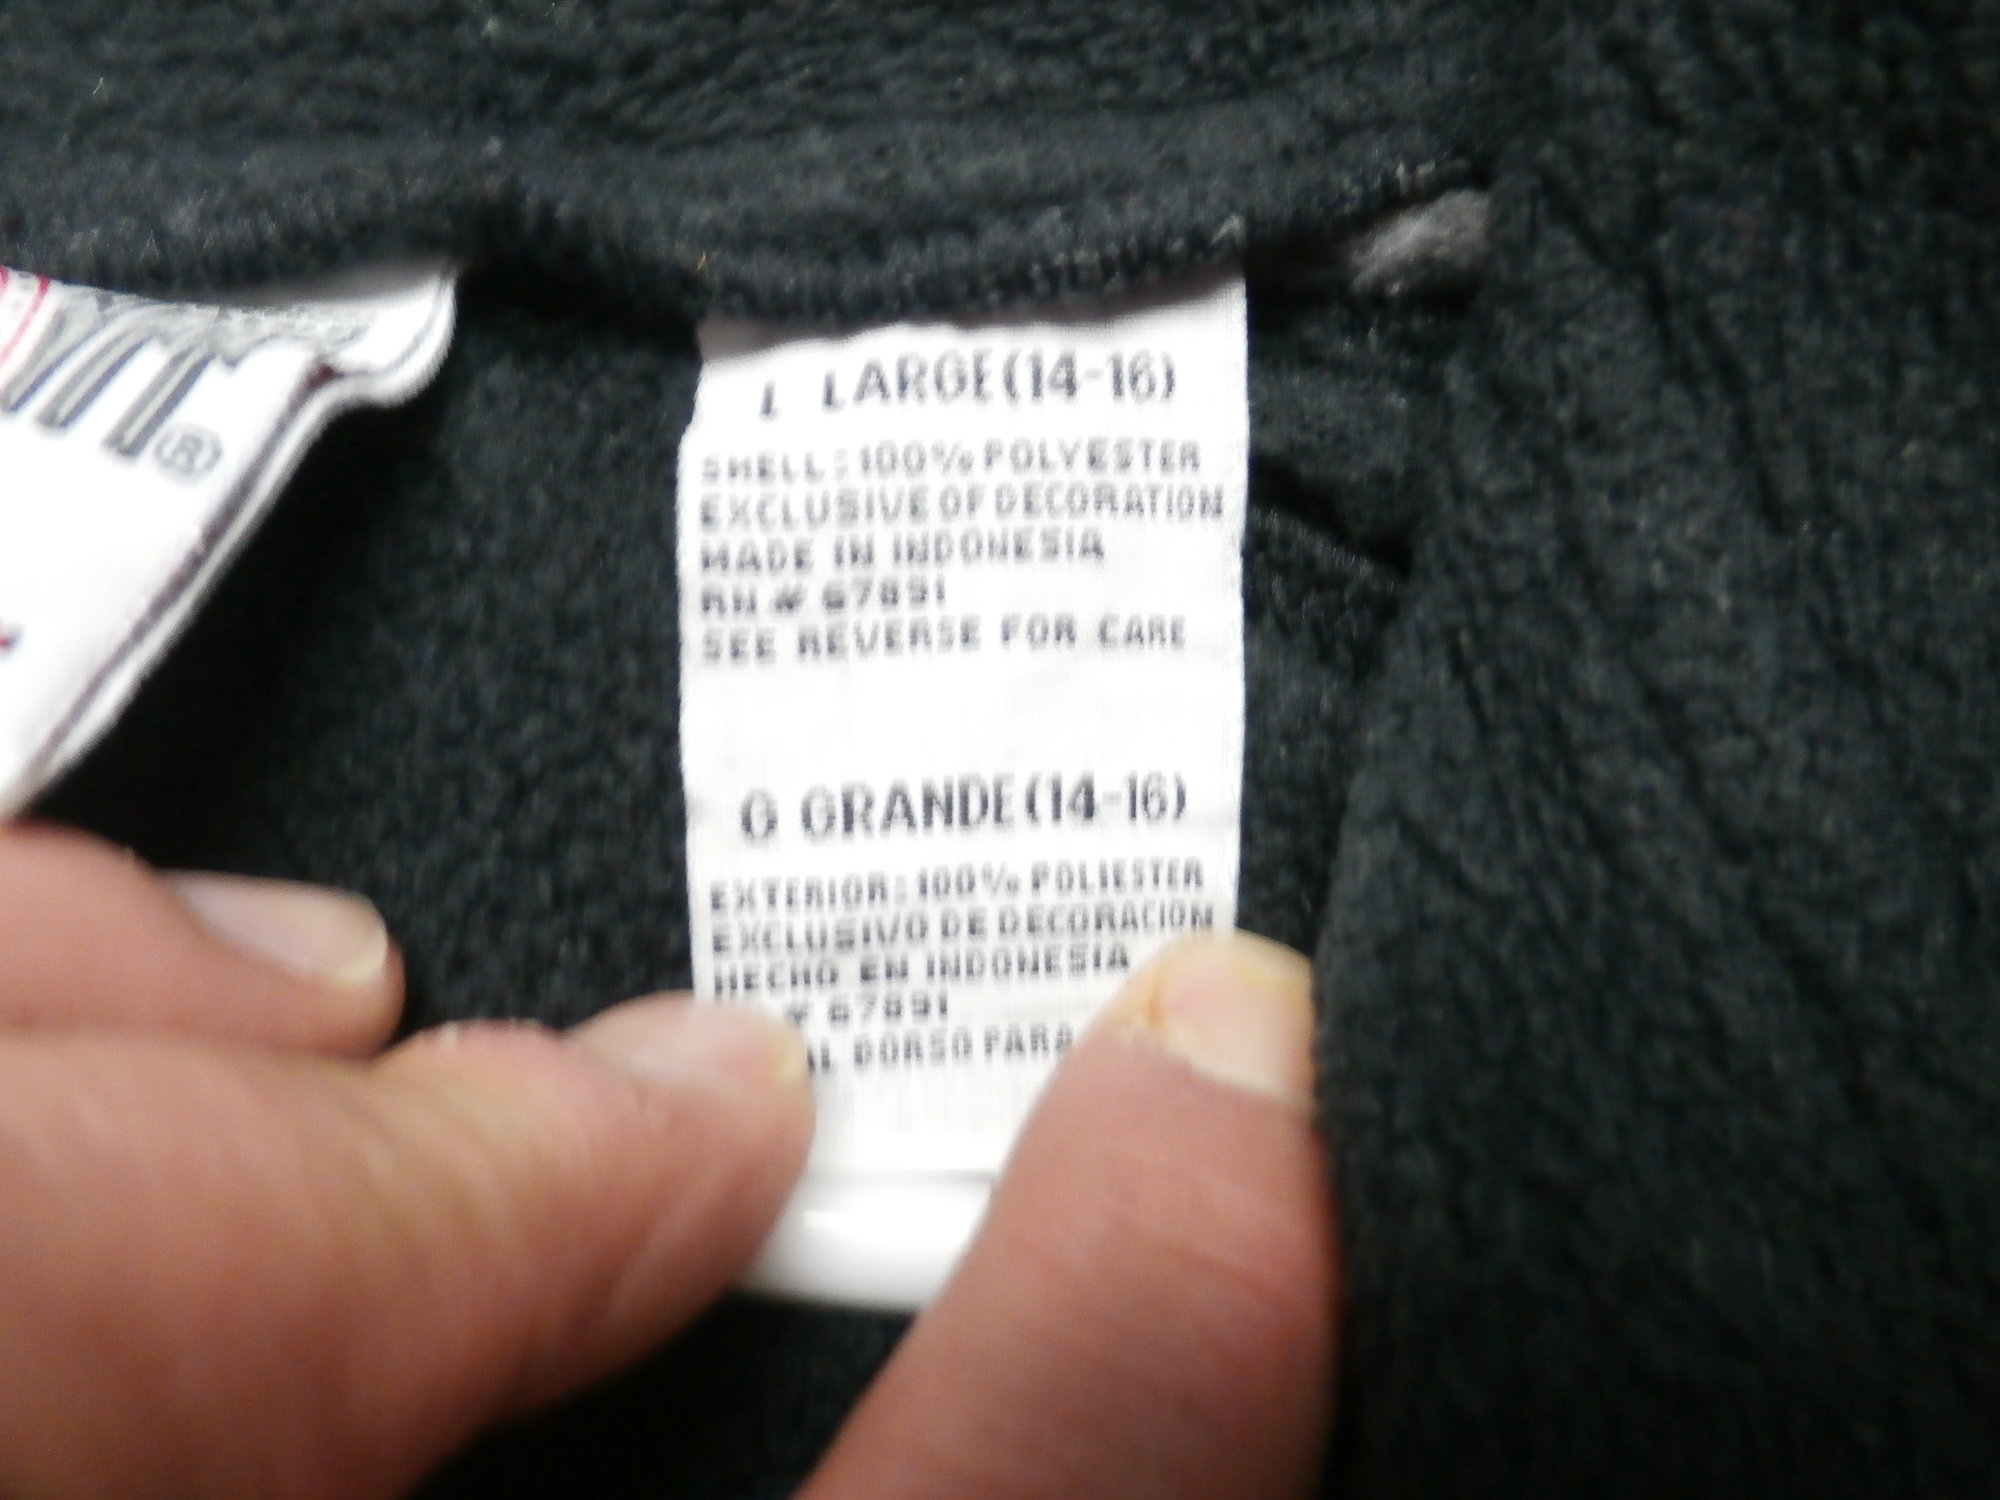 ®
L LARGE(14-16)
SHELL:100% POLYESTER
EXCLUSIVE OF DECORATION
MADE IN INDONESIA
RN# 67891
SEE REVERSE FOR CARE
G GRANDE(14-16)
EXTERIOR:100% POLIESTER
EXCLUSIVO DE DECORACION
HECHO EN INDONESIA
# 67891
AL DORSO PARA